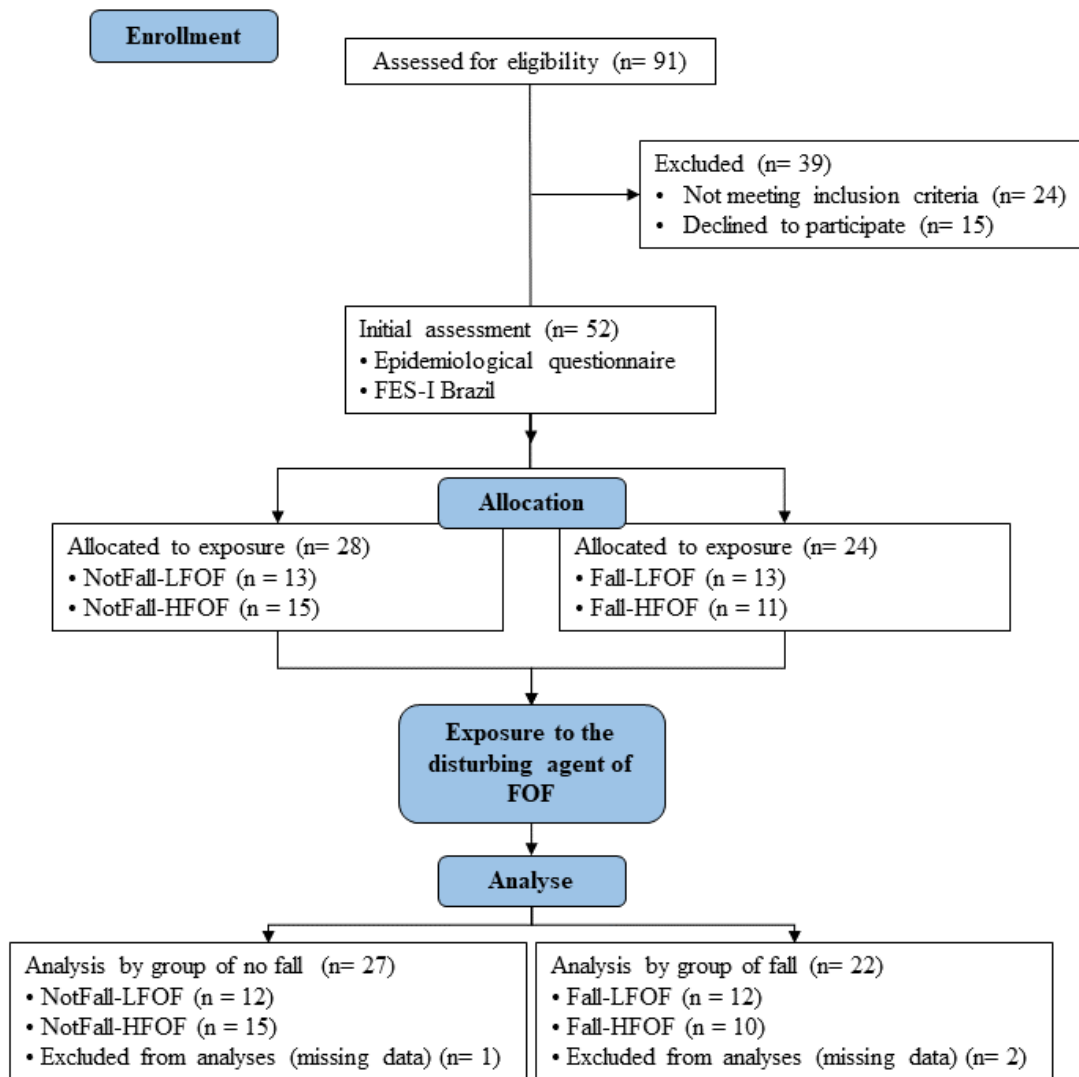 Enrollment
Assessed for eligibility (n= 91)
Excluded (n= 39)
• Not meeting inclusion criteria (n= 24)
• Declined to participate (n= 15)
Initial assessment (n= 52)
• Epidemiological questionnaire
• FES-I Brazil
Allocation
Allocated to exposure (n= 28)
• NotFall-LFOF (n = 13)
• NotFall-HFOF (n = 15)
Allocated to exposure (n= 24)
• Fall-LFOF (n = 13)
• Fall-HFOF (n = 11)
Exposure to the
disturbing agent of
FOF
Analyse
Analysis by group of no fall (n= 27)
• NotFall-LFOF (n = 12)
• NotFall-HFOF (n = 15)
• Excluded from analyses (missing data) (n= 1)
Analysis by group of fall (n= 22)
• Fall-LFOF (n = 12)
• Fall-HFOF (n = 10)
• Excluded from analyses (missing data) (n= 2)